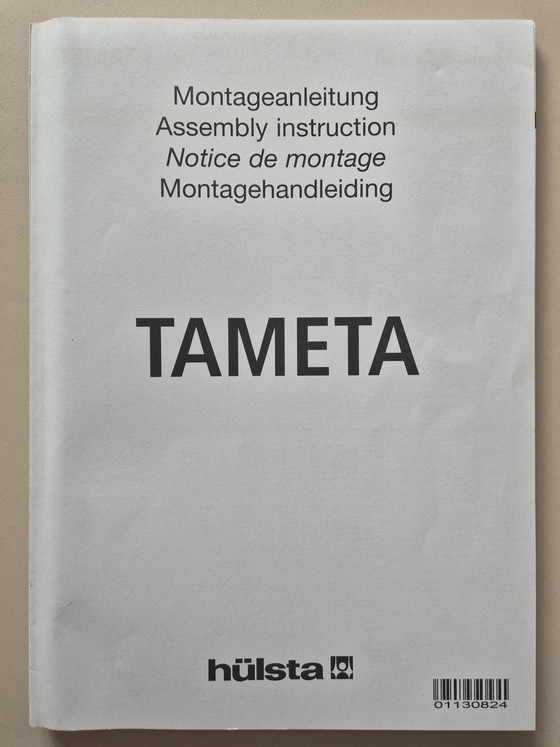 Montageanleitung
Assembly instruction
Notice de montage
Montagehandleiding
TAMETA
hülsta
01130824